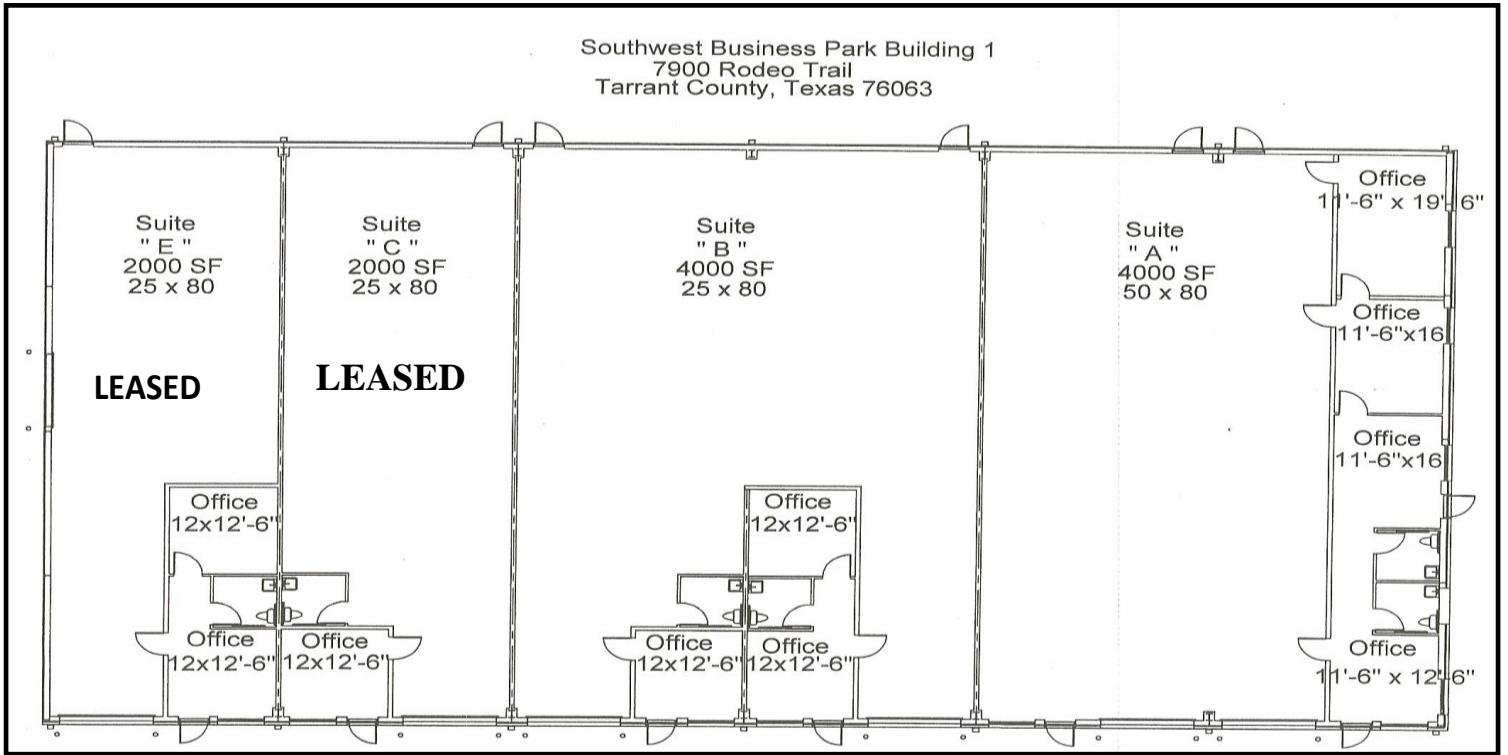 Southwest Business Park Building 1
7900 Rodeo Trail
Tarrant County, Texas 76063
Suite
" E "
2000 SF
25 x 80
LEASED
Office
12x12'-6"
Office
12x12'-6"
Suite
" C "
2000 SF
25 x 80
LEASED
Office
12x12'-6"
Suite
" B "
4000 SF
25 x 80
Office
12x12'-6"
Office
12x12'-6"
Office
12x12'-6"
Suite
" A "
4000 SF
50 x 80
Office
11'-6" x 19'-6"
Office
11'-6"x16
Office
11'-6"x16
Office
11'-6" x 12'-6"